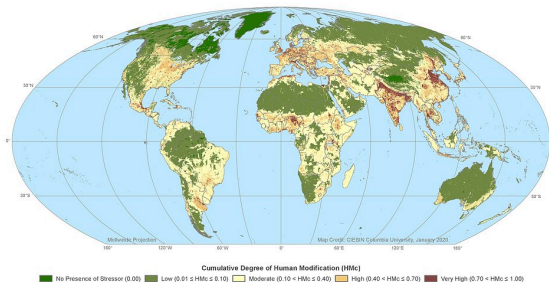 60°N
60°N
30°N
30°N
0°
0°
30°S
30°S
Mollweide Projection
Map Credit: CIESIN Columbia University, January 2020.
180°
120°W
60°W
0°
60°E
120°E
180°
Cumulative Degree of Human Modification (HMc)
No Presence of Stressor (0.00) Low (0.01 ≤ HMc ≤ 0.10) Moderate (0.10 < HMc ≤ 0.40) High (0.40 < HMc ≤ 0.70) Very High (0.70 < HMc ≤ 1.00)